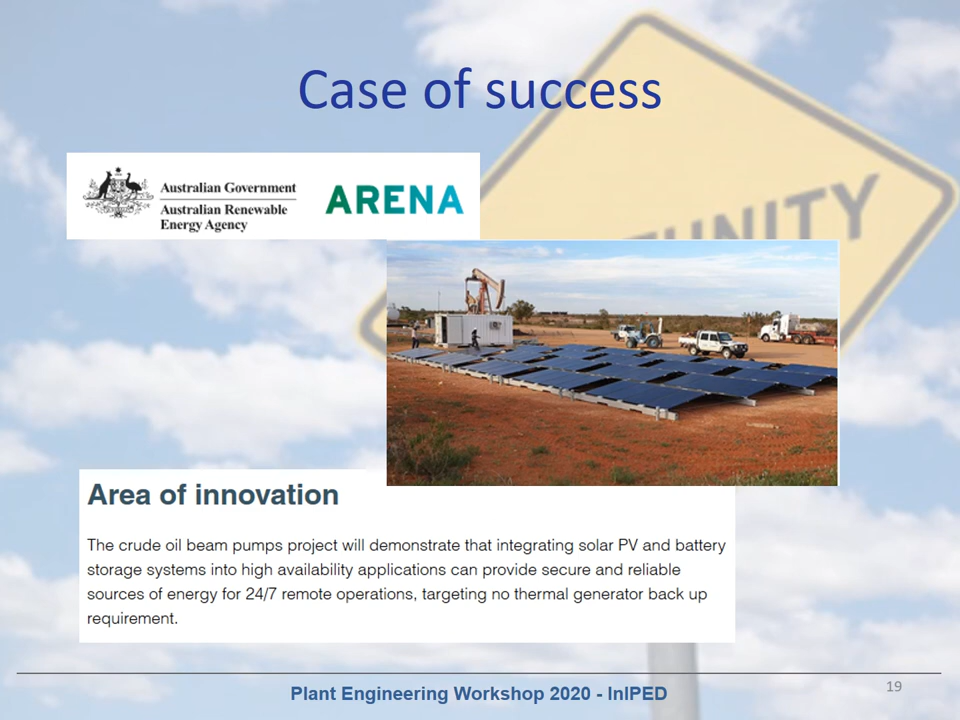 Case of success
Australian Government
Australian Renewable
Energy Agency
ARENA
UNITY
Area of innovation
The crude oil beam pumps project will demonstrate that integrating solar PV and battery
storage systems into high availability applications can provide secure and reliable
sources of energy for 24/7 remote operations, targeting no thermal generator back up
requirement.
Plant Engineering Workshop 2020 - InIPED
19